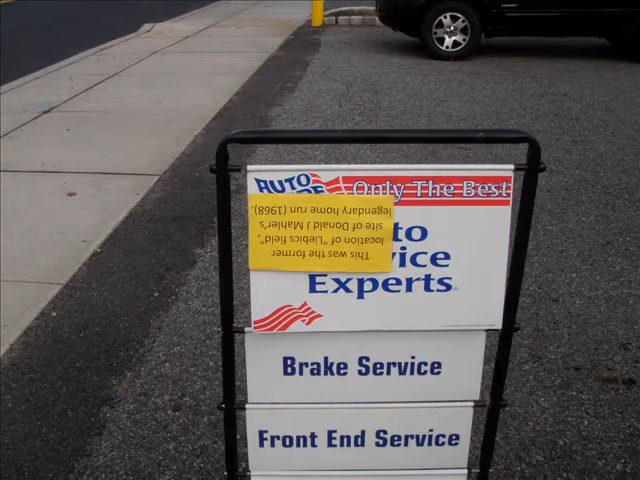 AUTO
Only The Best
This was the former
location of "Liebics field",
site of Donald J Mahler's
legendary home run (1968).
to
vice
Experts
Brake Service
Front End Service